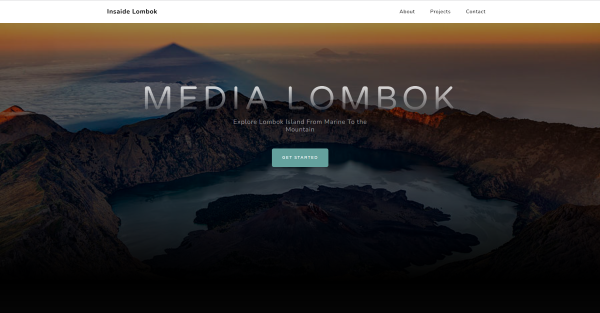 Insaide Lombok
About
Projects
Contact
MEDIA LOMBOK
Explore Lombok Island From Marine To the
Mountain
GET STARTED